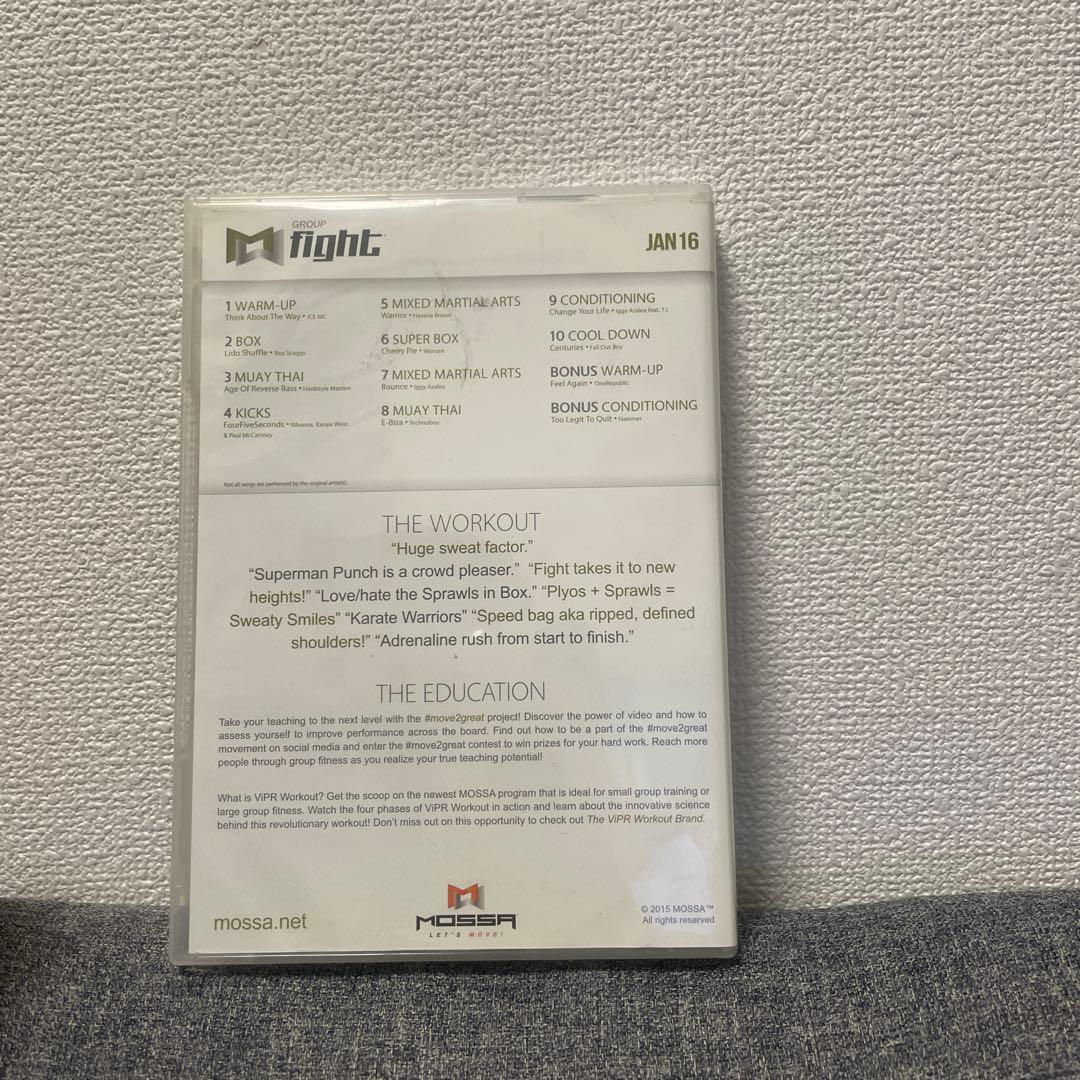 GROUP
fight
JAN16
1 WARM-UP
Think About The Way • ICE MC
2 BOX
Lido Shuffle • Boz Scaggs
3 MUAY THAI
Age Of Reverse Bass • Hardstyle Masters
4 KICKS
FourFiveSeconds • Rihanna, Kanye West
& Paul McCartney
5 MIXED MARTIAL ARTS
Warrior • Havana Brown
6 SUPER BOX
Cherry Pie • Warrant
7 MIXED MARTIAL ARTS
Bounce • Iggy Azalea
8 MUAY THAI
E-Biza • Technoboy
9 CONDITIONING
Change Your Life • Iggy Azalea feat. T.I.
10 COOL DOWN
Centuries • Fall Out Boy
BONUS WARM-UP
Feel Again • OneRepublic
BONUS CONDITIONING
Too Legit To Quit • Hammer
Not all songs are performed by the original artist(s).
THE WORKOUT
“Huge sweat factor.”
“Superman Punch is a crowd pleaser.” “Fight takes it to new
heights!” “Love/hate the Sprawls in Box.” “Plyos + Sprawls =
Sweaty Smiles” “Karate Warriors” “Speed bag aka ripped, defined
shoulders!” “Adrenaline rush from start to finish.”
THE EDUCATION
Take your teaching to the next level with the #move2great project! Discover the power of video and how to
assess yourself to improve performance across the board. Find out how to be a part of the #move2great
movement on social media and enter the #move2great contest to win prizes for your hard work. Reach more
people through group fitness as you realize your true teaching potential!
What is ViPR Workout? Get the scoop on the newest MOSSA program that is ideal for small group training or
large group fitness. Watch the four phases of ViPR Workout in action and learn about the innovative science
behind this revolutionary workout! Don't miss out on this opportunity to check out The ViPR Workout Brand.
mossa.net
MOSSA
LET'S MOVE!
© 2015 MOSSA™
All rights reserved